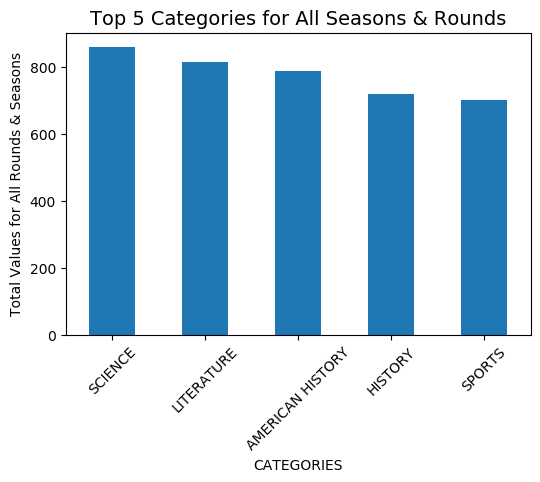 Top 5 Categories for All Seasons & Rounds
Total Values for All Rounds & Seasons
800
600
400
200
0
SCIENCE
LITERATURE
AMERICAN HISTORY
HISTORY
SPORTS
CATEGORIES